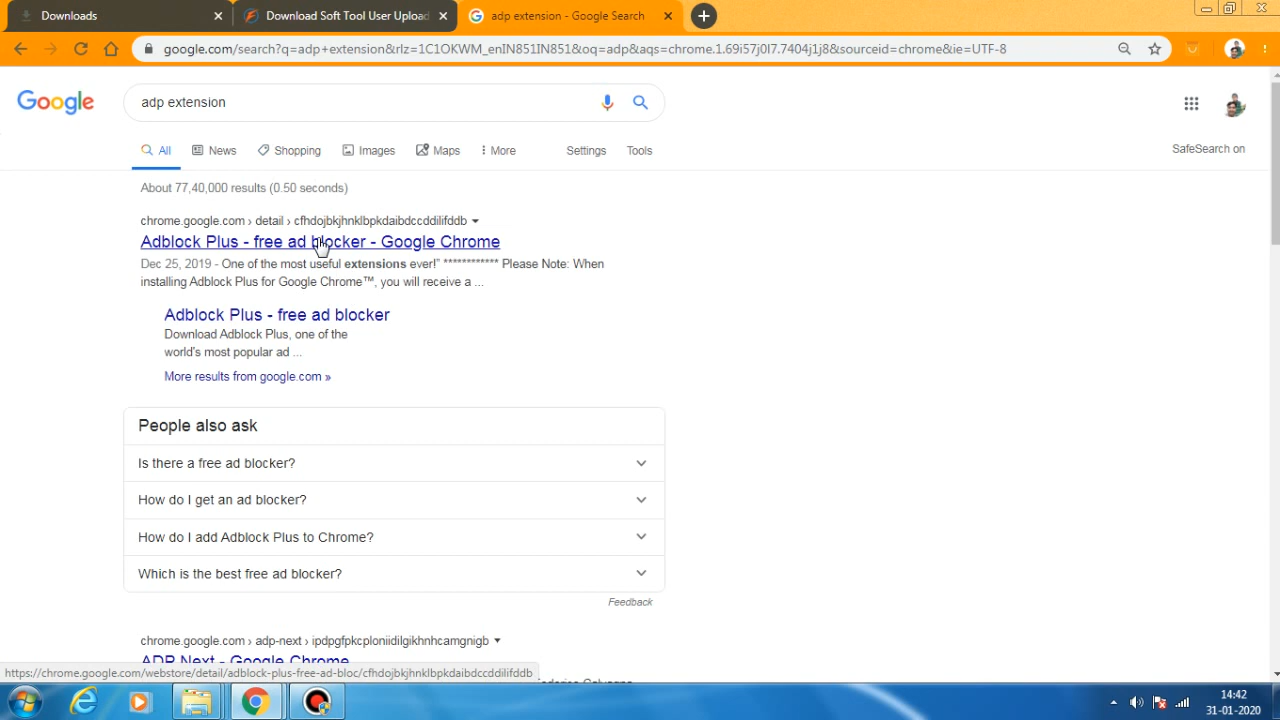 Downloads
Download Soft Tool User Upload
adp extension - Google Search
google.com/search?q=adp+extension&rlz=1C1OKWM_enIN851IN851&oq=adp&aqs=chrome.1.69i57j0l7.7404j1j8&sourceid=chrome&ie=UTF-8
Google
adp extension
All
News
Shopping
Images
Maps
More
Settings
Tools
SafeSearch on
About 77,40,000 results (0.50 seconds)
chrome.google.com › detail › cfhdojbkjhnklbpkdaibdccddilifddb
Adblock Plus - free ad blocker - Google Chrome
Dec 25, 2019 - One of the most useful extensions ever!" ************ Please Note: When
installing Adblock Plus for Google Chrome™, you will receive a ...
Adblock Plus - free ad blocker
Download Adblock Plus, one of the
world's most popular ad ...
More results from google.com »
People also ask
Is there a free ad blocker?
How do I get an ad blocker?
How do I add Adblock Plus to Chrome?
Which is the best free ad blocker?
Feedback
chrome.google.com › adp-next › ipdpgfpkcploniidilgikhnhcamgnigb
ADP Next - Google Chrome
https://chrome.google.com/webstore/detail/adblock-plus-free-ad-bloc/cfhdojbkjhnklbpkdaibdccddilifddb
14:42
31-01-2020